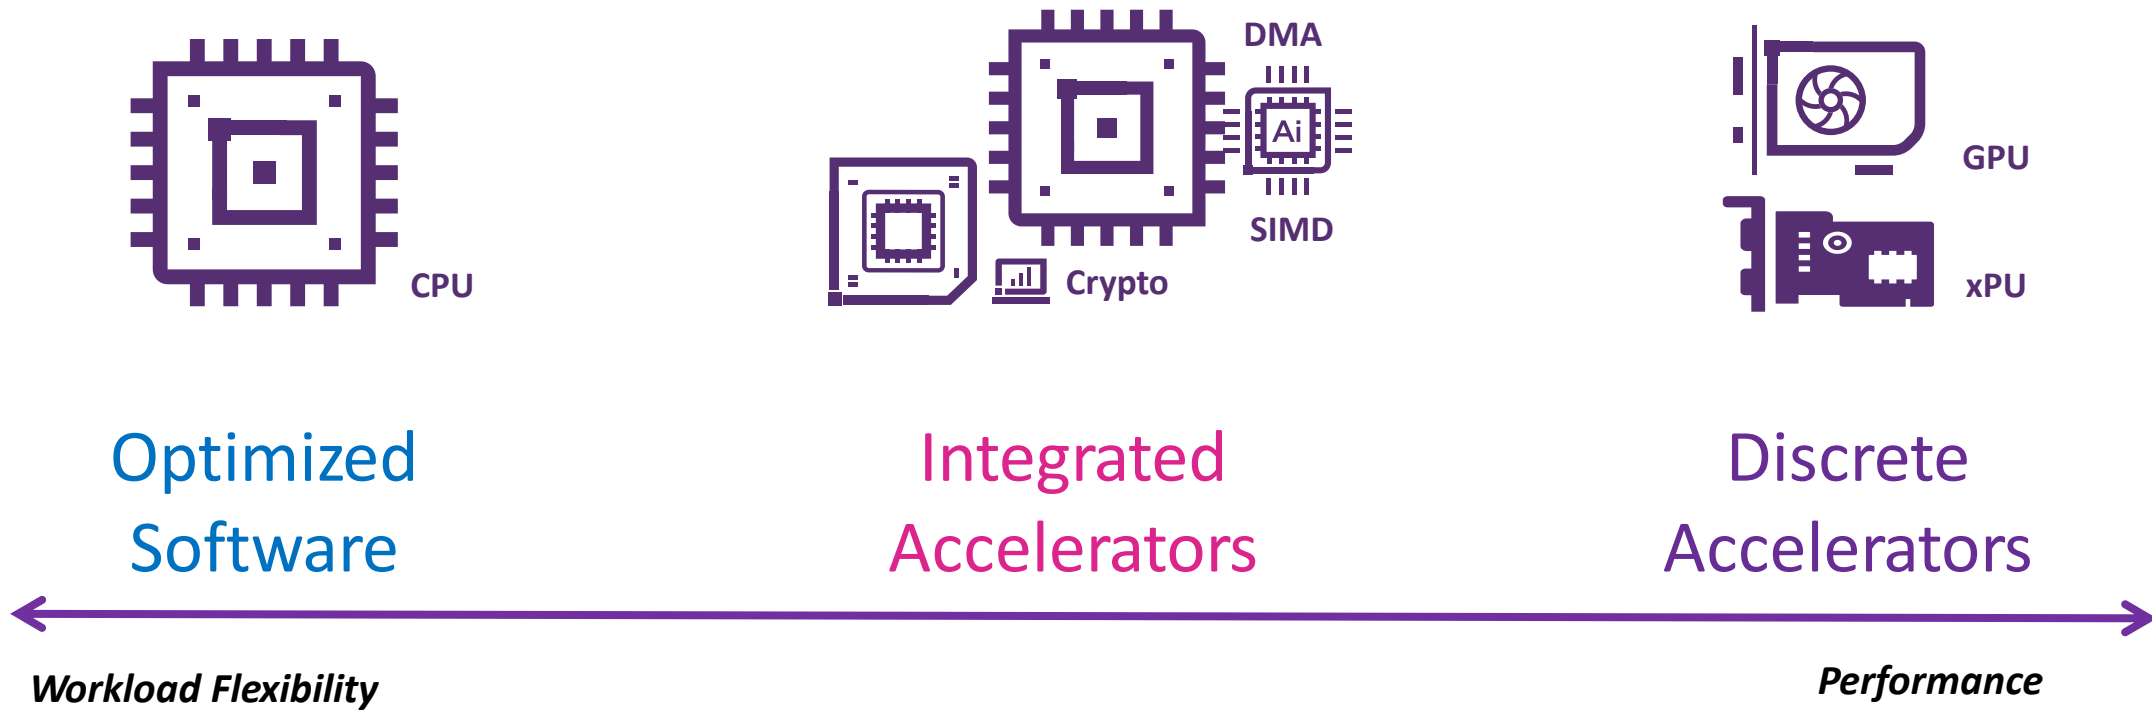 CPU
DMA
Ai
SIMD
Crypto
GPU
xPU
Optimized
Software
Integrated
Accelerators
Discrete
Accelerators
Workload Flexibility
Performance